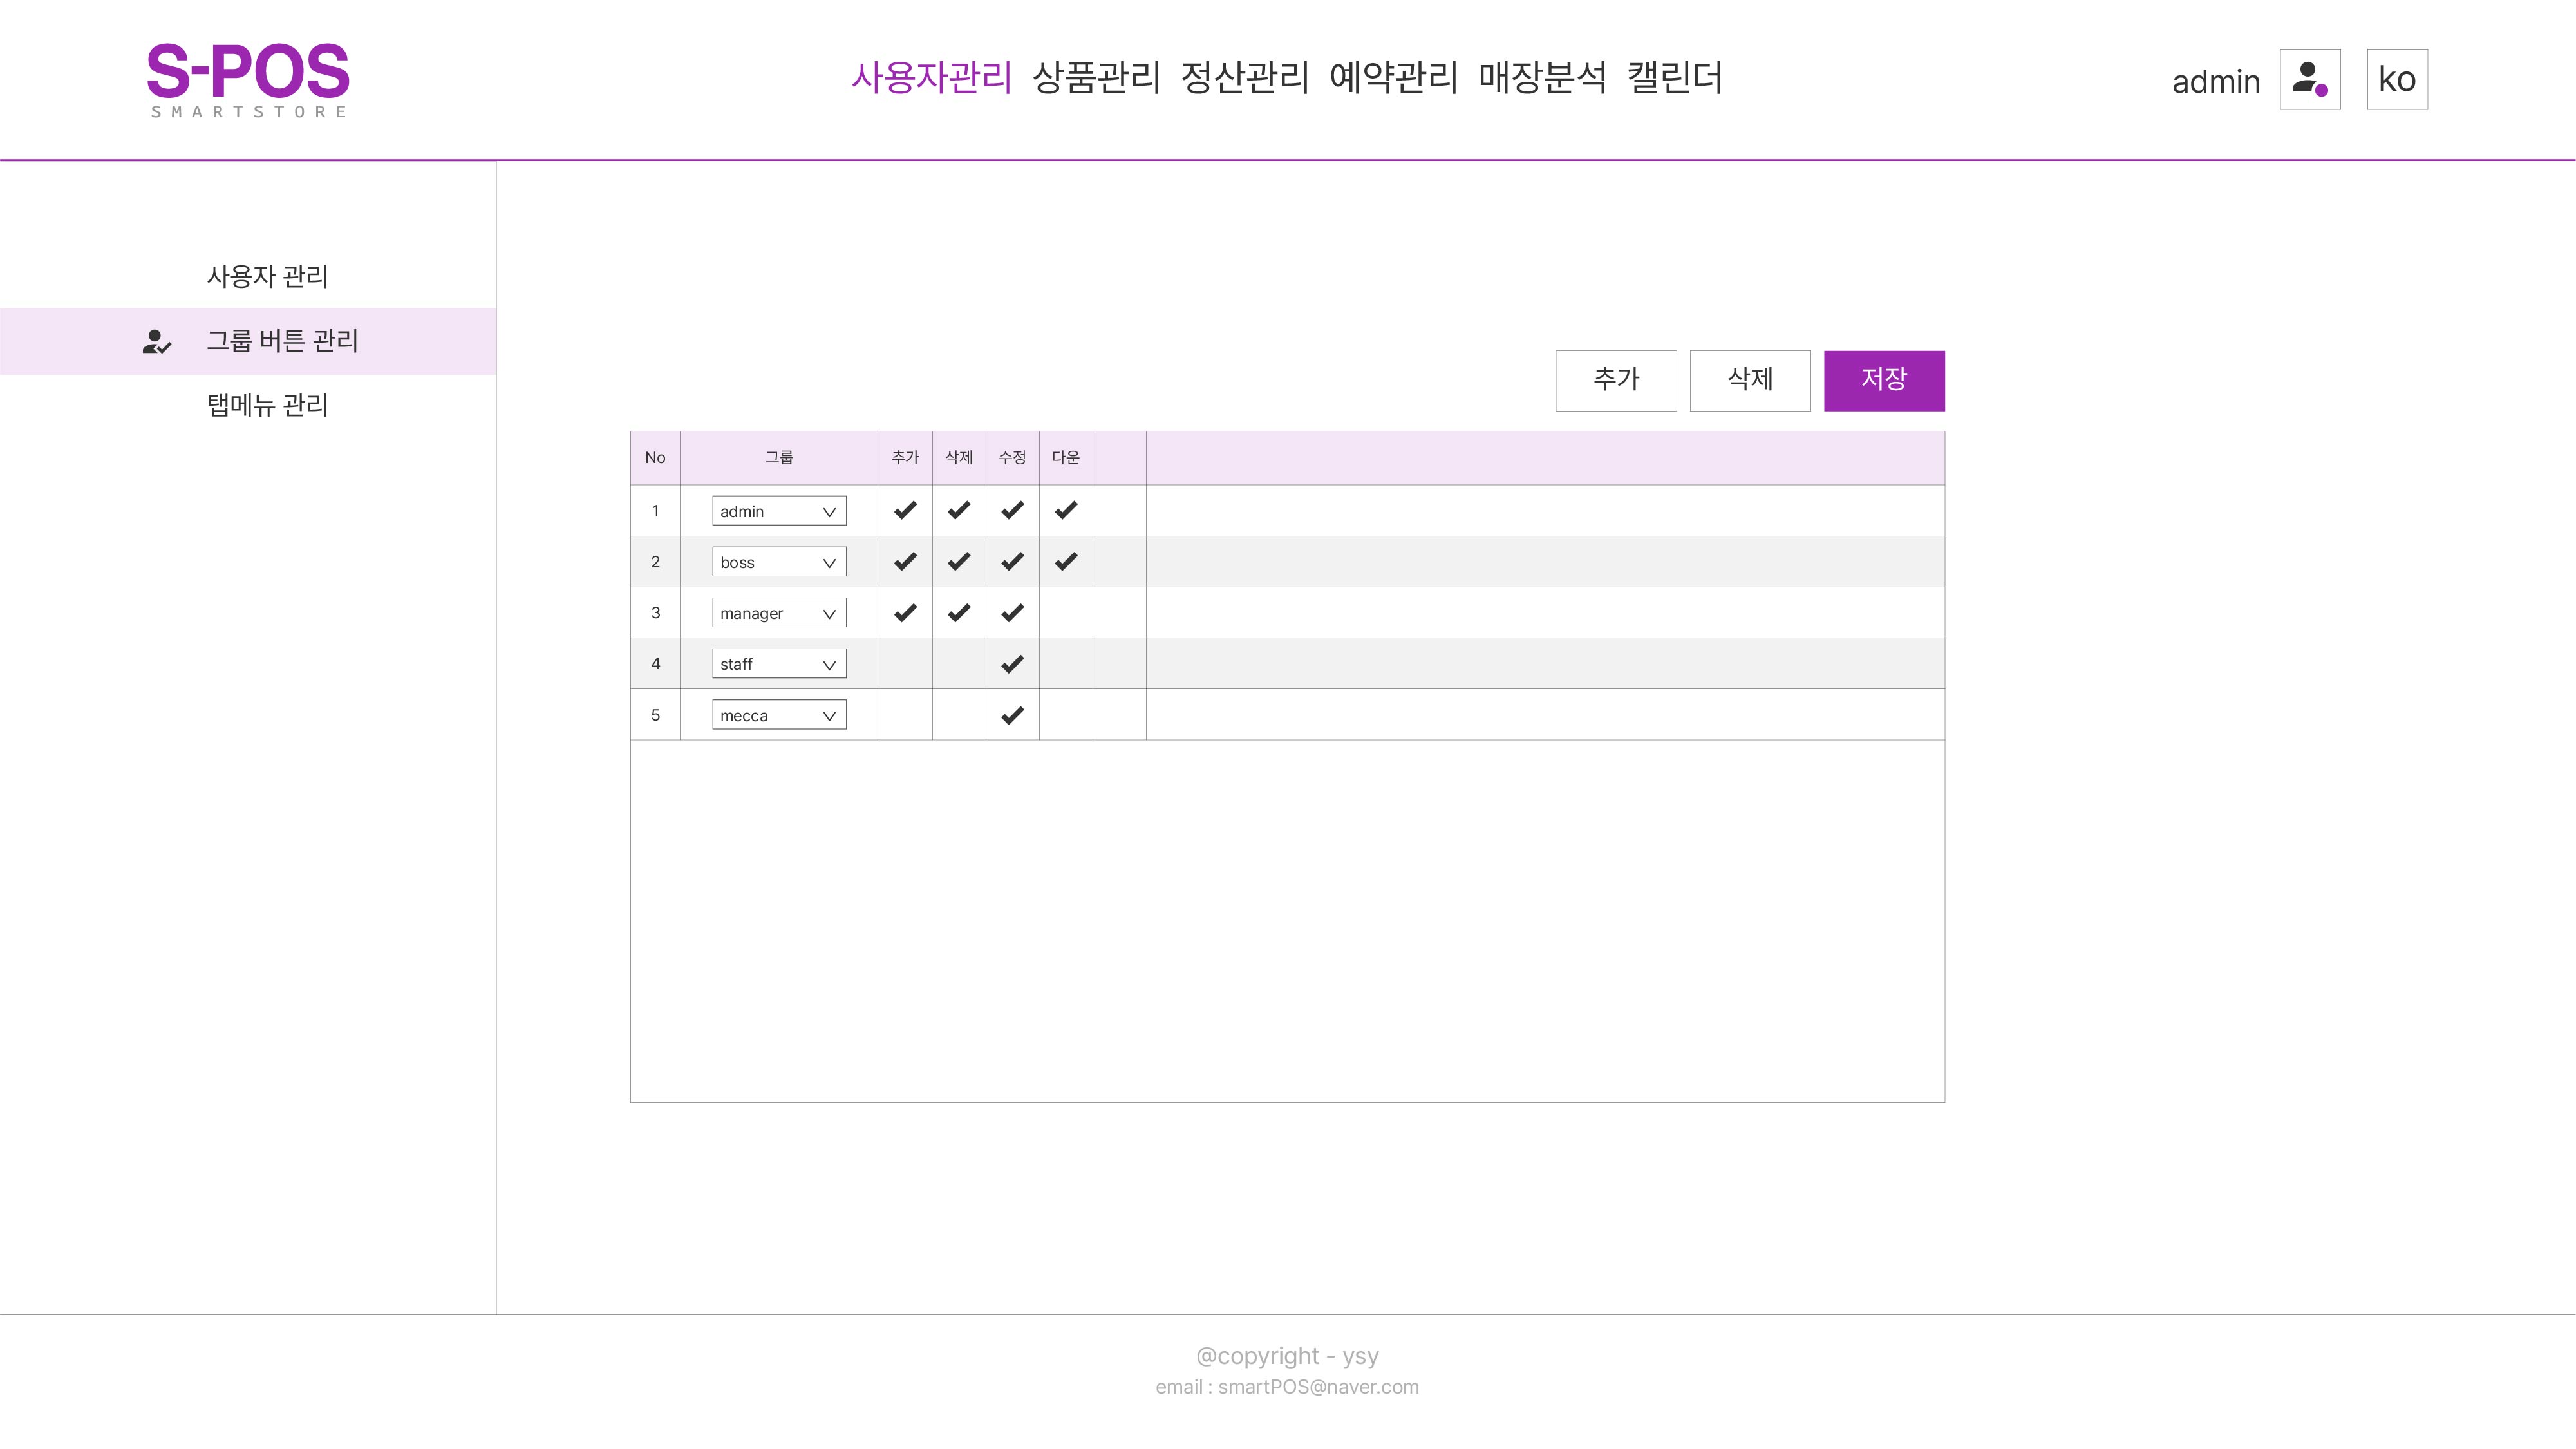 S-POS
SMARTSTORE
사용자관리 상품관리 정산관리 예약관리 매장분석 캘린더
admin
ko
사용자 관리
그룹 버튼 관리
탭메뉴 관리
추가 삭제 저장
No 그룹 추가 삭제 수정 다운
1 admin
2 boss
3 manager
4 staff
5 mecca
@copyright - ysy
email : smartPOS@naver.com